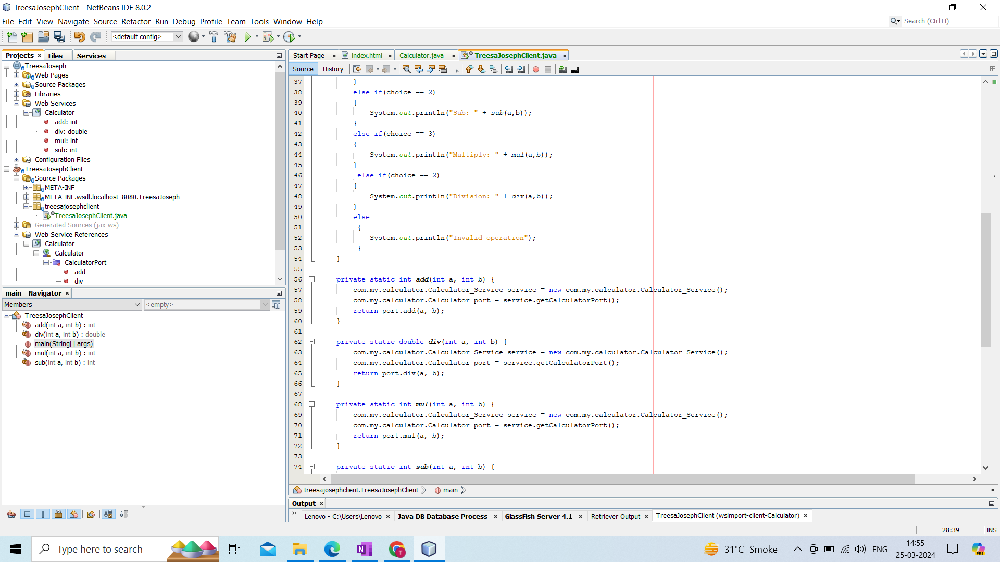 TreesaJosephClient - NetBeans IDE 8.0.2
File Edit View Navigate Source Refactor Run Debug Profile Team Tools Window Help
Search (Ctrl+I)
<default config>
Projects Files Services
TreesaJoseph
Web Pages
Source Packages
Libraries
Web Services
Calculator
add: int
div: double
mul: int
sub: int
Configuration Files
TreesaJosephClient
Source Packages
META-INF
META-INF.wsdl.localhost_8080.TreesaJoseph
treesajosephclient
TreesaJosephClient.java
Generated Sources (jax-ws)
Web Service References
Calculator
Calculator
CalculatorPort
add
div
main - Navigator
Members
<empty>
TreesaJosephClient
add(int a, int b) : int
div(int a, int b) : double
main(String[] args)
mul(int a, int b) : int
sub(int a, int b) : int
Start Page index.html Calculator.java TreesaJosephClient.java
Source History
37 }
38 else if(choice == 2)
39 {
40 System.out.println("Sub: " + sub(a,b));
41 }
42 else if(choice == 3)
43 {
44 System.out.println("Multiply: " + mul(a,b));
45 }
46 else if(choice == 2)
47 {
48 System.out.println("Division: " + div(a,b));
49 }
50 else
51 {
52 System.out.println("Invalid operation");
53 }
54 }
55
56 private static int add(int a, int b) {
57 com.my.calculator.Calculator_Service service = new com.my.calculator.Calculator_Service();
58 com.my.calculator.Calculator port = service.getCalculatorPort();
59 return port.add(a, b);
60 }
61
62 private static double div(int a, int b) {
63 com.my.calculator.Calculator_Service service = new com.my.calculator.Calculator_Service();
64 com.my.calculator.Calculator port = service.getCalculatorPort();
65 return port.div(a, b);
66 }
67
68 private static int mul(int a, int b) {
69 com.my.calculator.Calculator_Service service = new com.my.calculator.Calculator_Service();
70 com.my.calculator.Calculator port = service.getCalculatorPort();
71 return port.mul(a, b);
72 }
73
74 private static int sub(int a, int b) {
treesajosephclient.TreesaJosephClient main
Output
Lenovo - C:\Users\Lenovo Java DB Database Process GlassFish Server 4.1 Retriever Output TreesaJosephClient (wsimport-client-Calculator)
28:39 INS
Type here to search
31°C Smoke
ENG
14:55
25-03-2024
PRE